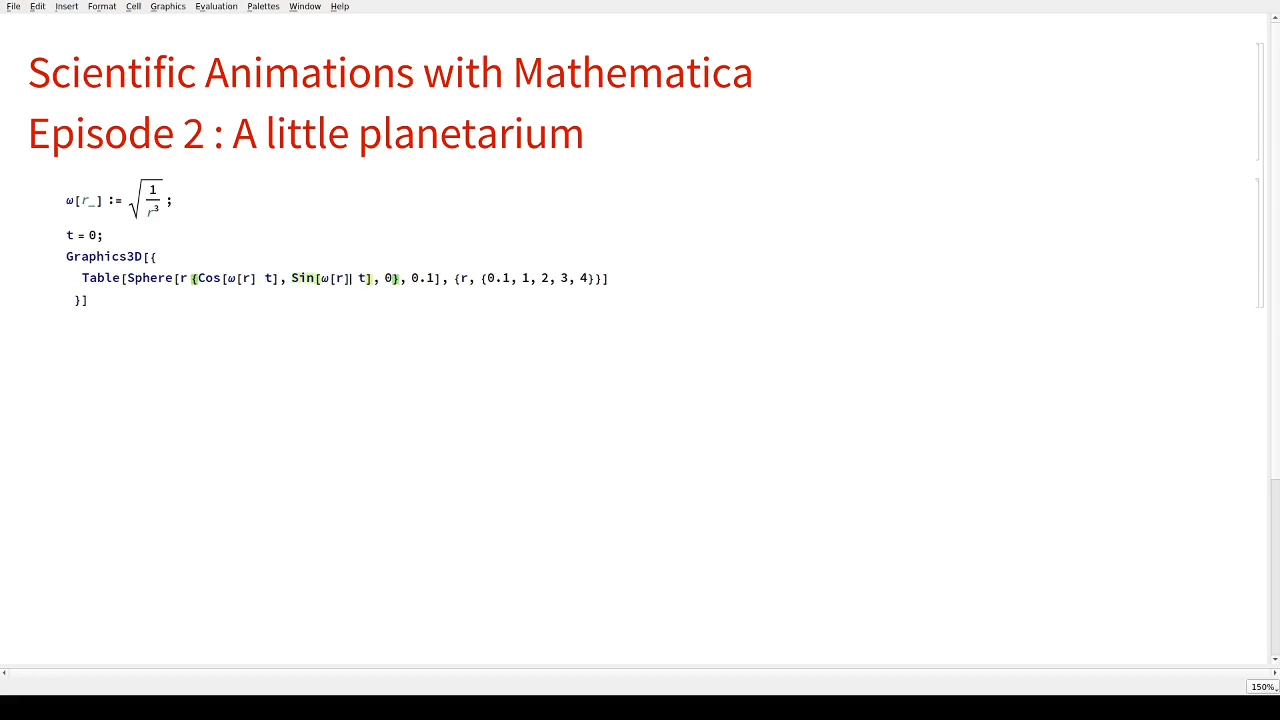 File Edit Insert Format Cell Graphics Evaluation Palettes Window Help
Scientific Animations with Mathematica
Episode 2 : A little planetarium
ω[r_] := √(1/r³) ;
t = 0;
Graphics3D[{
Table[Sphere[r {Cos[ω[r] t], Sin[ω[r] t], 0}, 0.1], {r, {0.1, 1, 2, 3, 4}}]
}]
150%